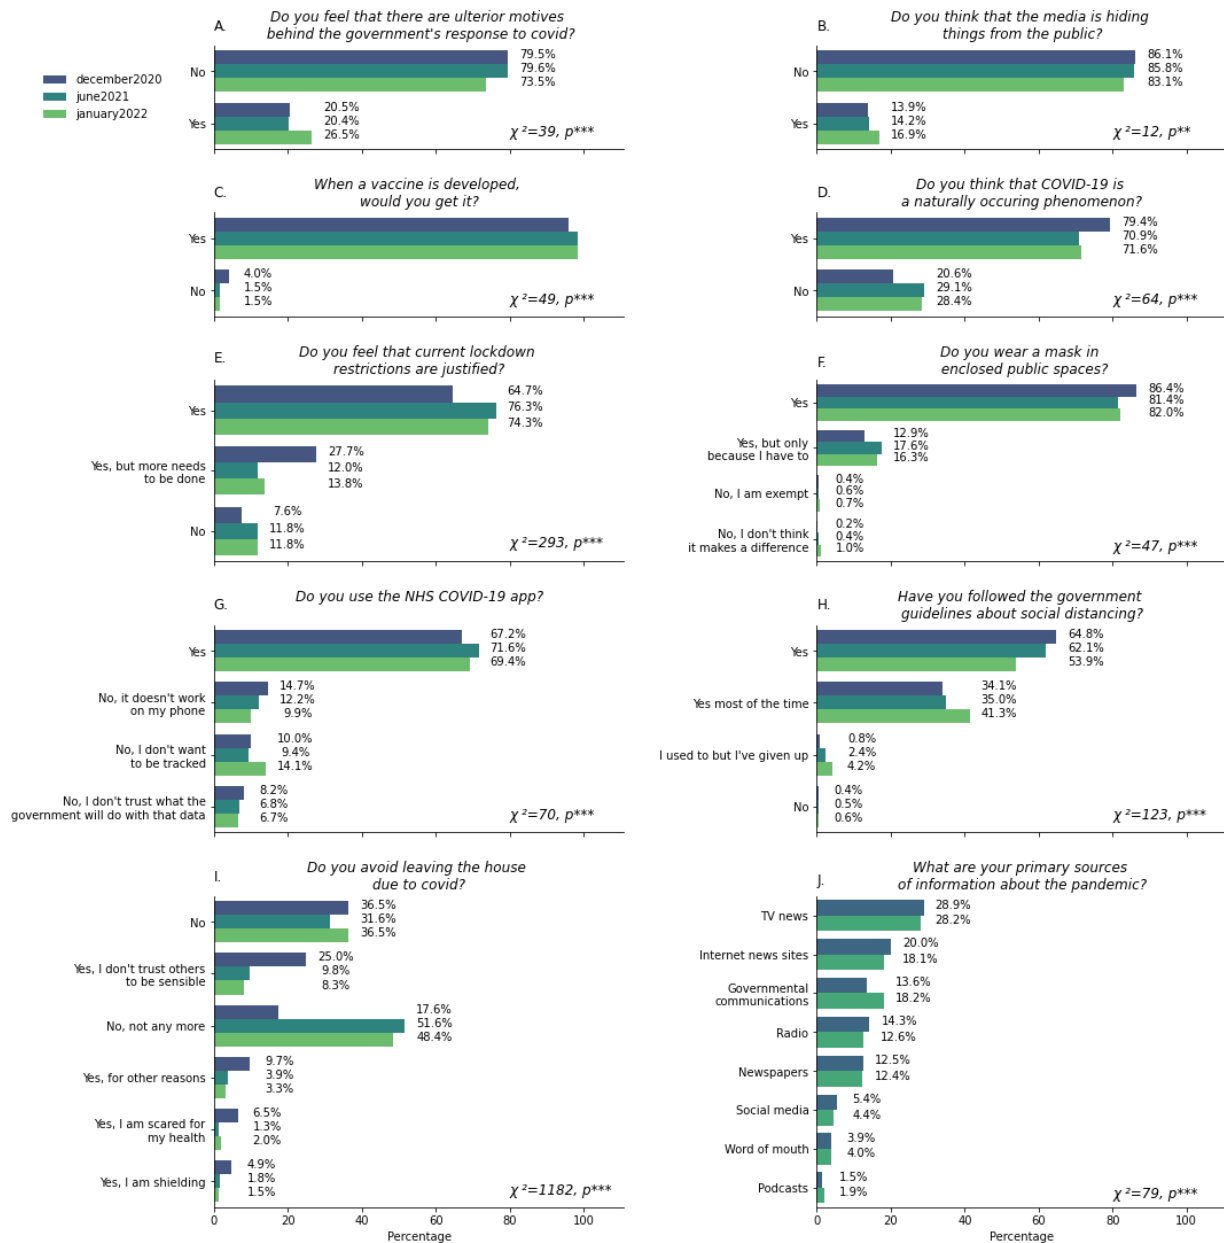 A.
Do you feel that there are ulterior motives
behind the government's response to covid?
december2020
june2021
january2022
No
79.5%
79.6%
73.5%
Yes
20.5%
20.4%
26.5%
χ ²=39, p***
B.
Do you think that the media is hiding
things from the public?
No
86.1%
85.8%
83.1%
Yes
13.9%
14.2%
16.9%
χ ²=12, p**
0 20 40 60 80 100
C.
When a vaccine is developed,
would you get it?
Yes
No
4.0%
1.5%
1.5%
χ ²=49, p***
D.
Do you think that COVID-19 is
a naturally occuring phenomenon?
Yes
79.4%
70.9%
71.6%
No
20.6%
29.1%
28.4%
χ ²=64, p***
E.
Do you feel that current lockdown
restrictions are justified?
Yes
64.7%
76.3%
74.3%
Yes, but more needs
to be done
27.7%
12.0%
13.8%
No
7.6%
11.8%
11.8%
χ ²=293, p***
F.
Do you wear a mask in
enclosed public spaces?
Yes
86.4%
81.4%
82.0%
Yes, but only
because I have to
12.9%
17.6%
16.3%
No, I am exempt
0.4%
0.6%
0.7%
No, I don't think
it makes a difference
0.2%
0.4%
1.0%
χ ²=47, p***
G.
Do you use the NHS COVID-19 app?
Yes
67.2%
71.6%
69.4%
No, it doesn't work
on my phone
14.7%
12.2%
9.9%
No, I don't want
to be tracked
10.0%
9.4%
14.1%
No, I don't trust what the
government will do with that data
8.2%
6.8%
6.7%
χ ²=70, p***
H.
Have you followed the government
guidelines about social distancing?
Yes
64.8%
62.1%
53.9%
Yes most of the time
34.1%
35.0%
41.3%
I used to but I've given up
0.8%
2.4%
4.2%
No
0.4%
0.5%
0.6%
χ ²=123, p***
I.
Do you avoid leaving the house
due to covid?
No
36.5%
31.6%
36.5%
Yes, I don't trust others
to be sensible
25.0%
9.8%
8.3%
No, not any more
17.6%
51.6%
48.4%
Yes, for other reasons
9.7%
3.9%
3.3%
Yes, I am scared for
my health
6.5%
1.3%
2.0%
Yes, I am shielding
4.9%
1.8%
1.5%
χ ²=1182, p***
0 20 40 60 80 100
Percentage
J.
What are your primary sources
of information about the pandemic?
TV news
28.9%
28.2%
Internet news sites
20.0%
18.1%
Governmental
communications
13.6%
18.2%
Radio
14.3%
12.6%
Newspapers
12.5%
12.4%
Social media
5.4%
4.4%
Word of mouth
3.9%
4.0%
Podcasts
1.5%
1.9%
χ ²=79, p***
0 20 40 60 80 100
Percentage